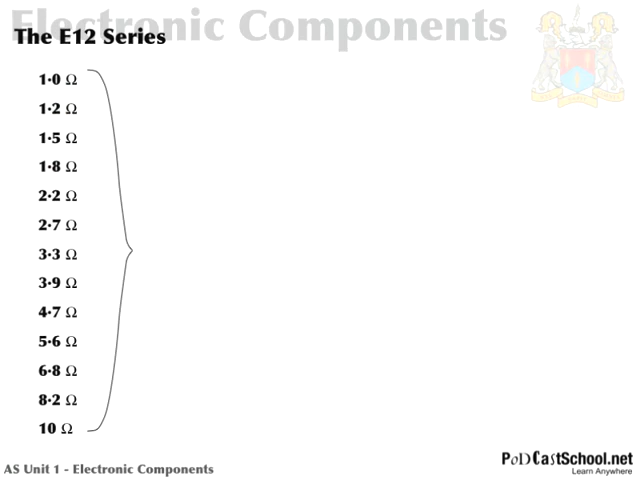 Electronic Components
The E12 Series
1·0 Ω
1·2 Ω
1·5 Ω
1·8 Ω
2·2 Ω
2·7 Ω
3·3 Ω
3·9 Ω
4·7 Ω
5·6 Ω
6·8 Ω
8·2 Ω
10 Ω
AS Unit 1 - Electronic Components
PoDCastSchool.net
Learn Anywhere